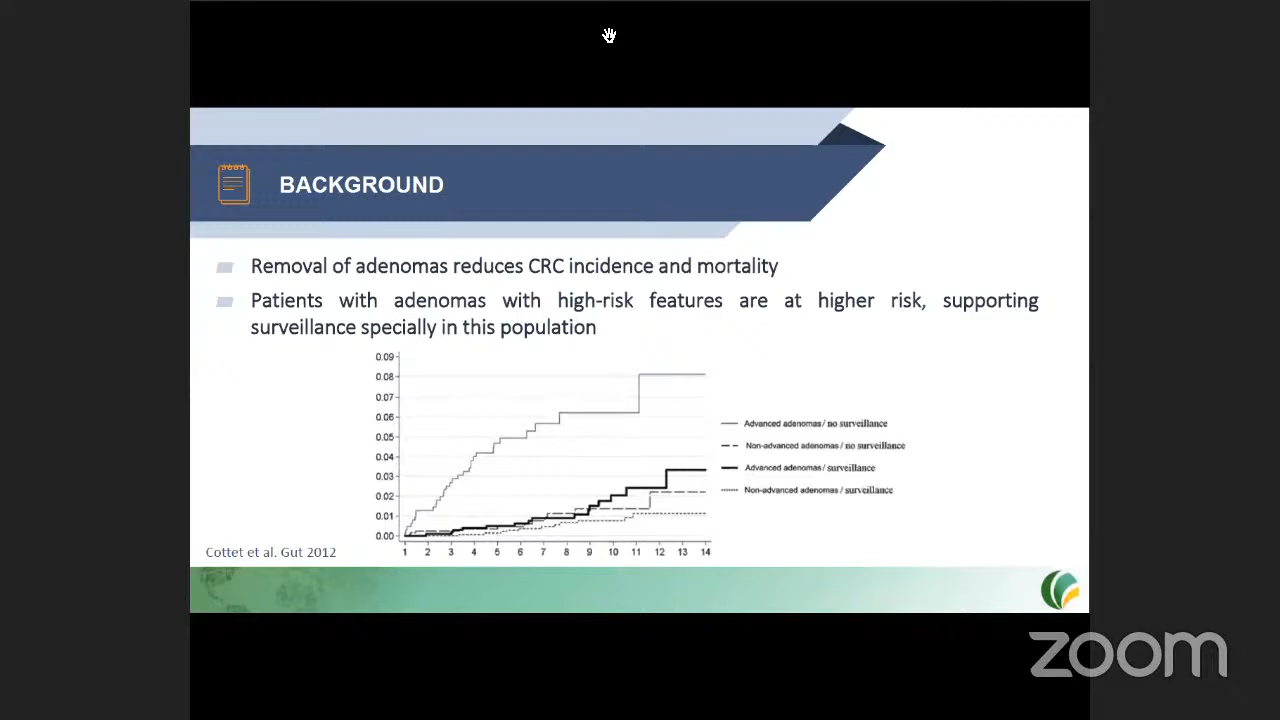 BACKGROUND
Removal of adenomas reduces CRC incidence and mortality
Patients with adenomas with high-risk features are at higher risk, supporting
surveillance specially in this population
0.09
0.08
0.07
0.06
0.05
0.04
0.03
0.02
0.01
0.00
1 2 3 4 5 6 7 8 9 10 11 12 13 14
Advanced adenomas / no surveillance
Non-advanced adenomas / no surveillance
Advanced adenomas / surveillance
Non-advanced adenomas / surveillance
Cottet et al. Gut 2012
zoom